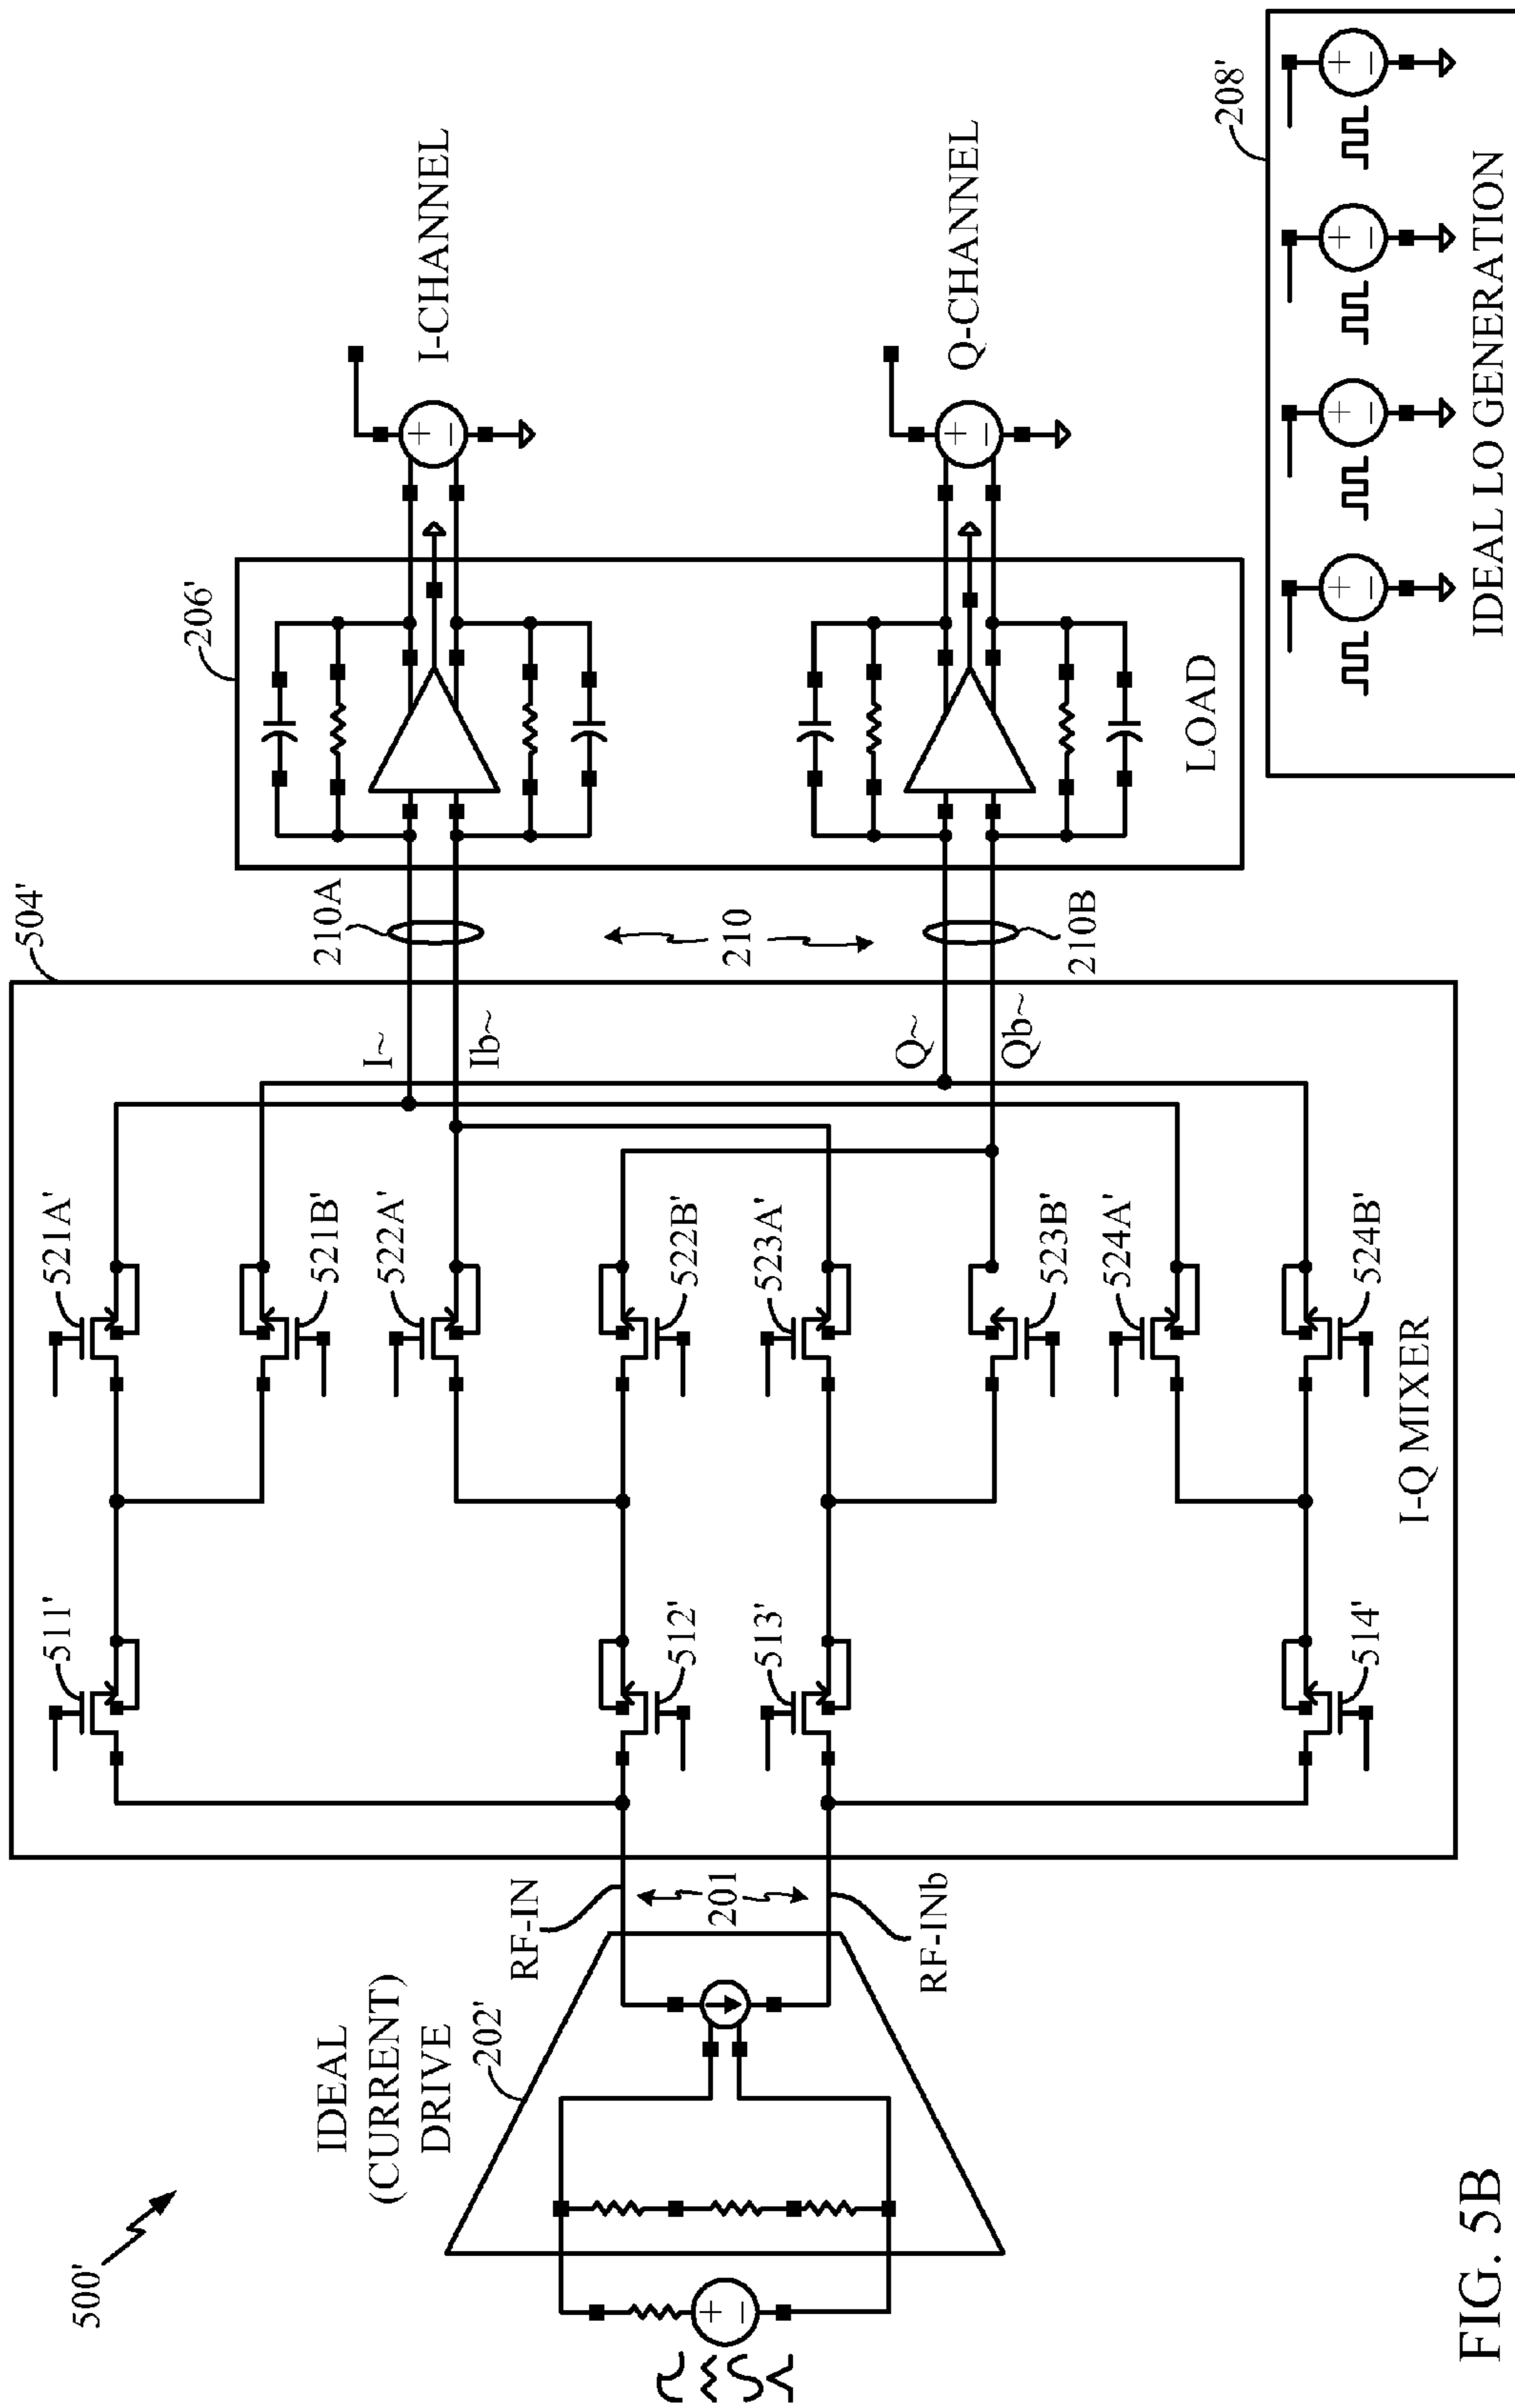 500'
IDEAL
(CURRENT)
DRIVE
202'
RF-IN
201
RF-INb
504'
511'
512'
513'
514'
521A'
521B'
522A'
522B'
523A'
523B'
524A'
524B'
I-Q MIXER
I~
Ib~
Q~
Qb~
210A
210
210B
206'
LOAD
I-CHANNEL
Q-CHANNEL
208'
IDEAL LO GENERATION
FIG. 5B